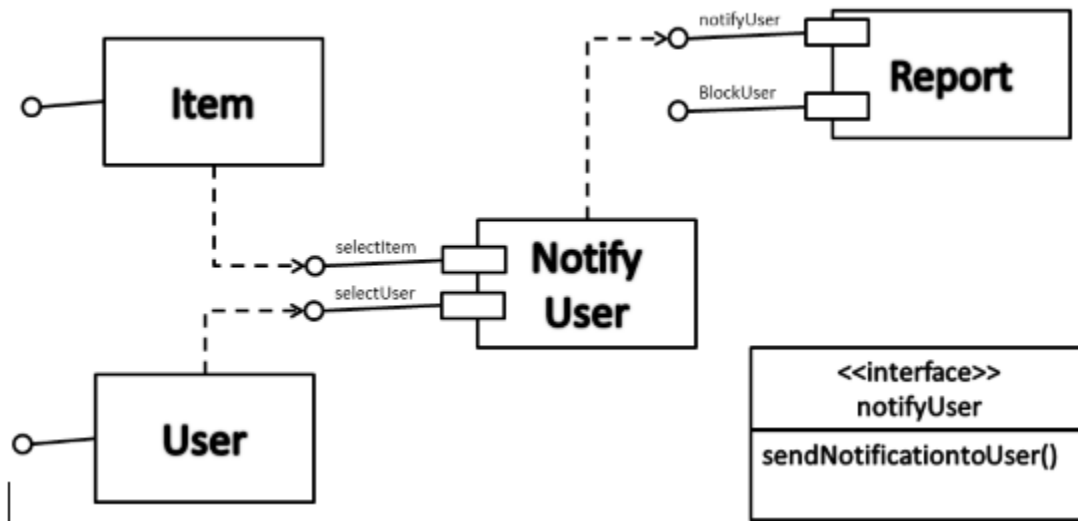 notifyUser
Report
BlockUser
Item
selectItem
selectUser
Notify
User
User
<<interface>>
notifyUser
sendNotificationtoUser()